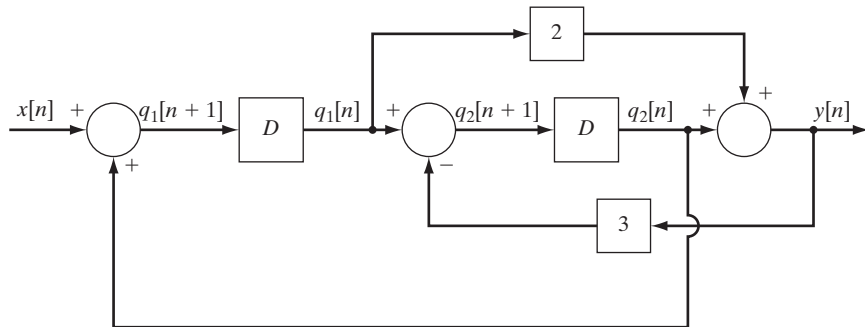 2
x[n] + q₁[n + 1] D q₁[n] + q₂[n + 1] D q₂[n] + + y[n]
+ −
3